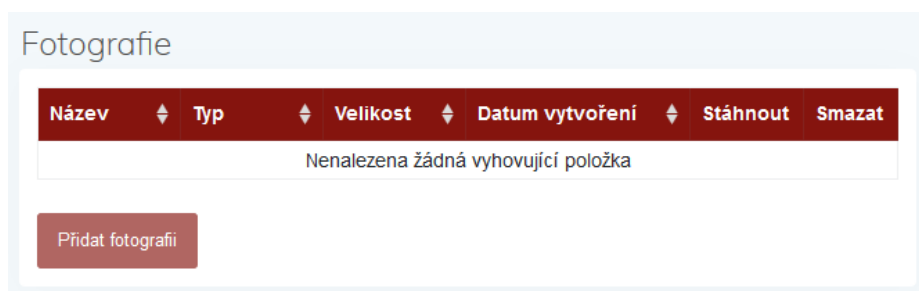 Fotografie
Název Typ Velikost Datum vytvoření Stáhnout Smazat
Nenalezena žádná vyhovující položka
Přidat fotografii